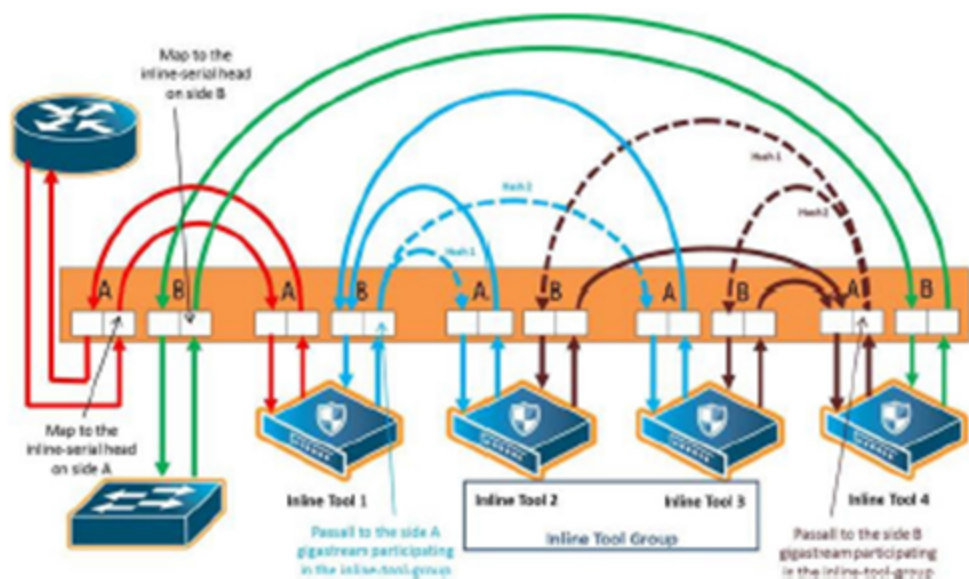 Map to the
inline-serial head
on side B
Hash 1
Hash 2
Hash 2
Hash 1
A
B
A
B
A
B
A
B
A
B
Map to the
inline-serial head
on side A
Inline Tool 1
Inline Tool 2
Inline Tool 3
Inline Tool 4
Passall to the side A
gigastream participating
in the inline-tool-group
Inline Tool Group
Passall to the side B
gigastream participating
in the inline-tool-group